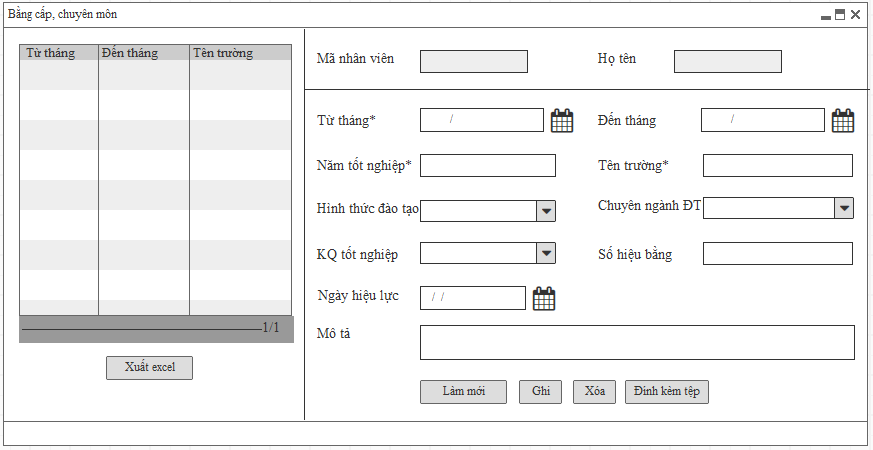 Bằng cấp, chuyên môn
Từ tháng Đến tháng Tên trường
1/1
Xuất excel
Mã nhân viên Họ tên
Từ tháng* / Đến tháng /
Năm tốt nghiệp* Tên trường*
Hình thức đào tạo Chuyên ngành ĐT
KQ tốt nghiệp Số hiệu bằng
Ngày hiệu lực / /
Mô tả
Làm mới Ghi Xóa Đính kèm tệp